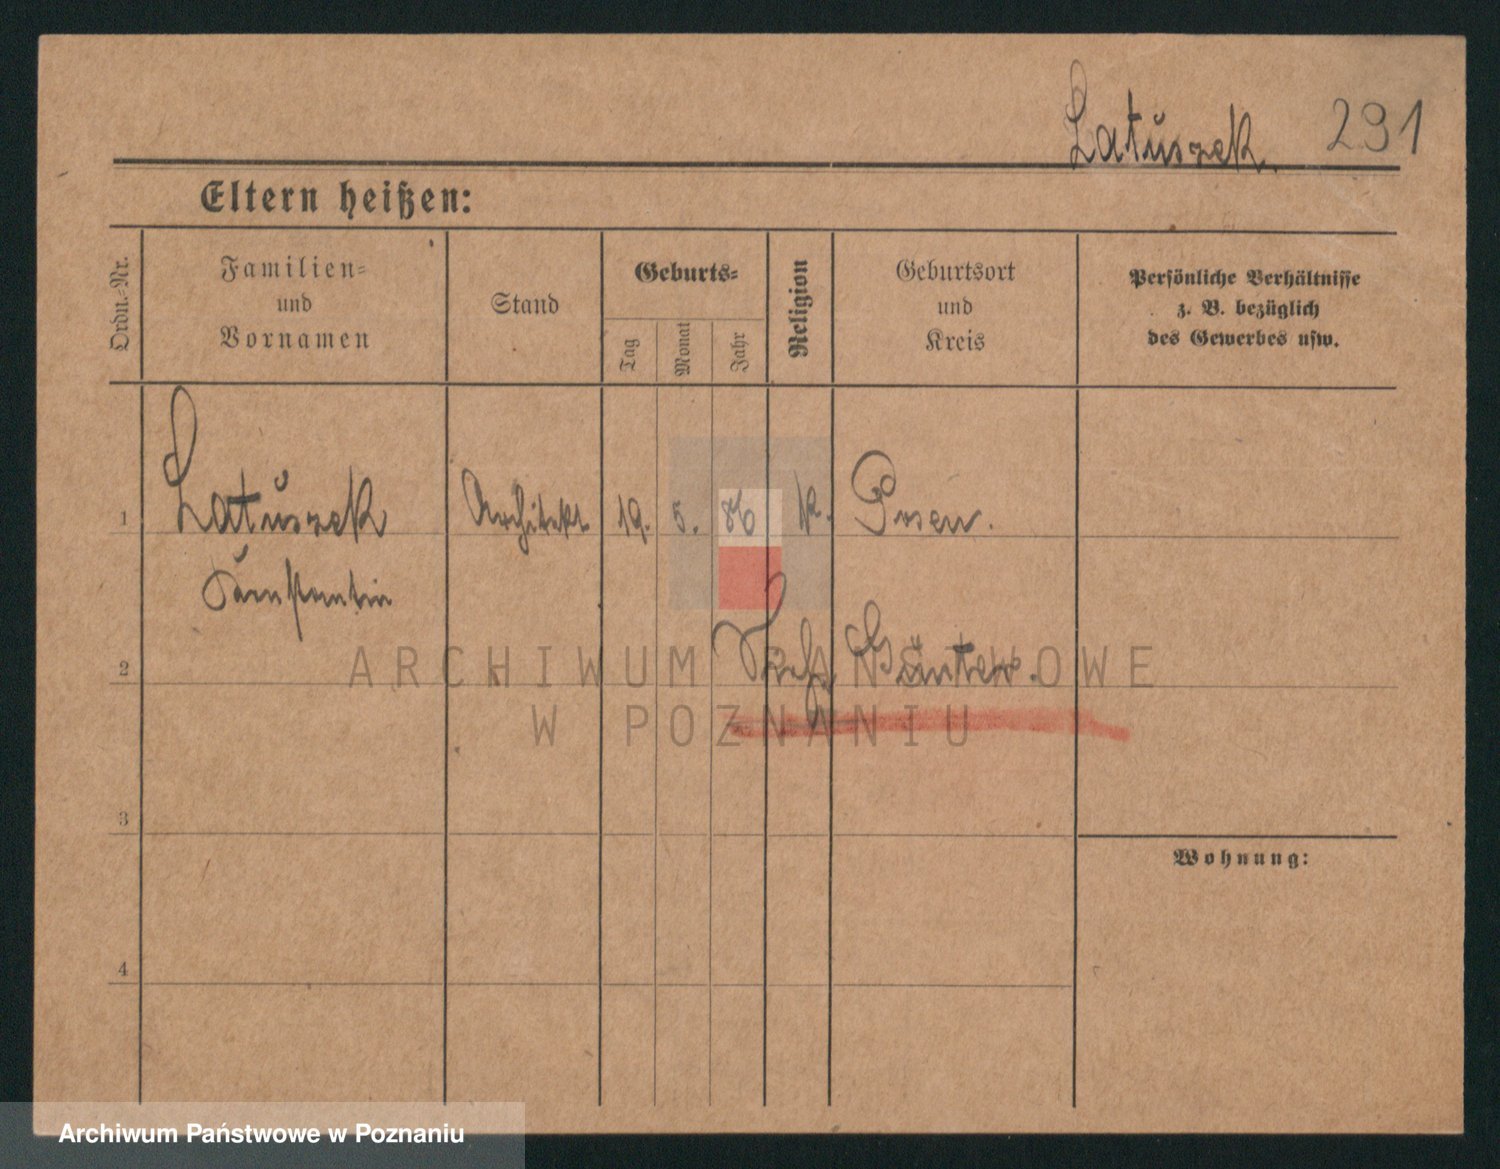 Latuszek. 291
Eltern heißen:
Ordn.-Nr.
Familien-
und
Vornamen
Stand
Geburts-
Tag
Monat
Jahr
Religion
Geburtsort
und
Kreis
Persönliche Verhältnisse
z. B. bezüglich
des Gewerbes usw.
1 Latuszek Architekt 19. 5. 86 k. Posen.
Konstantin
2 Günter.
3
4
Wohnung:
ARCHIWUM PAŃSTWOWE
W POZNANIU
Archiwum Państwowe w Poznaniu